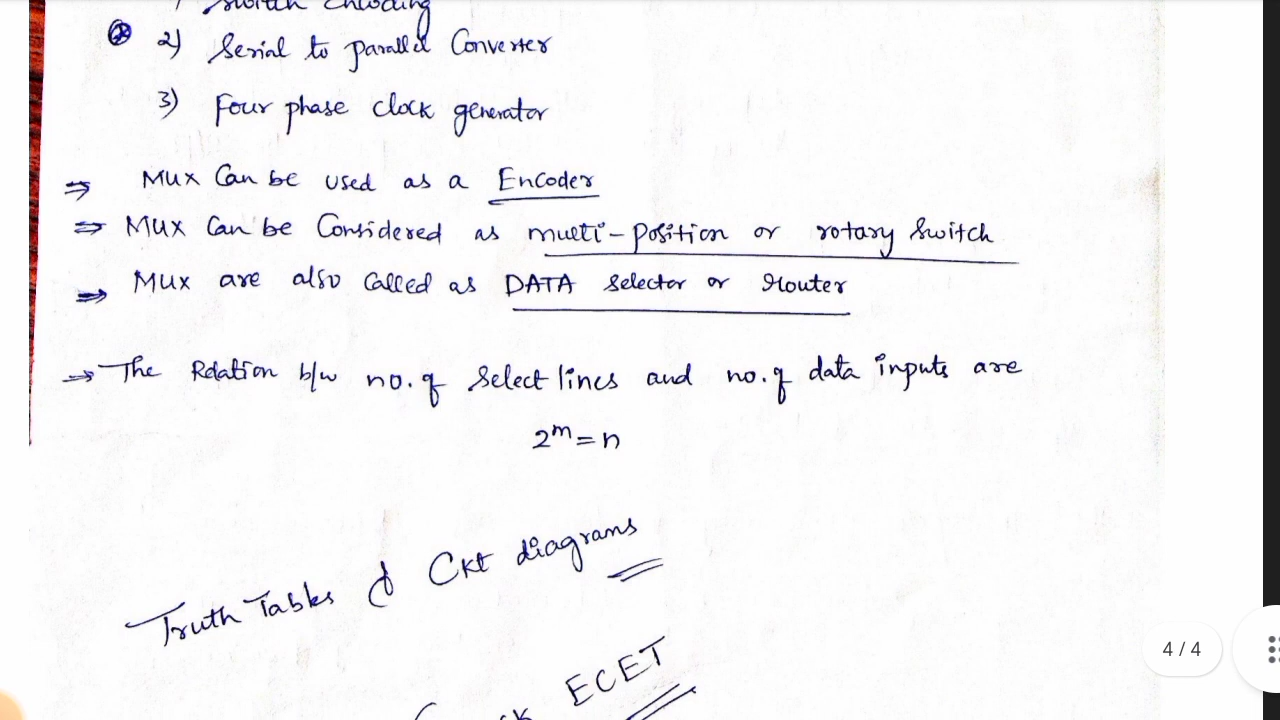 2) Serial to parallel Converter
3) Four phase clock generator
⇒ Mux Can be used as a Encoder
⇒ Mux Can be Considered as multi-position or rotary switch
⇒ Mux are also Called as DATA selector or router
→ The Relation b/w no. of select lines and no. of data inputs are
2^m = n
Truth Tables & Ckt diagrams
ECET
4 / 4